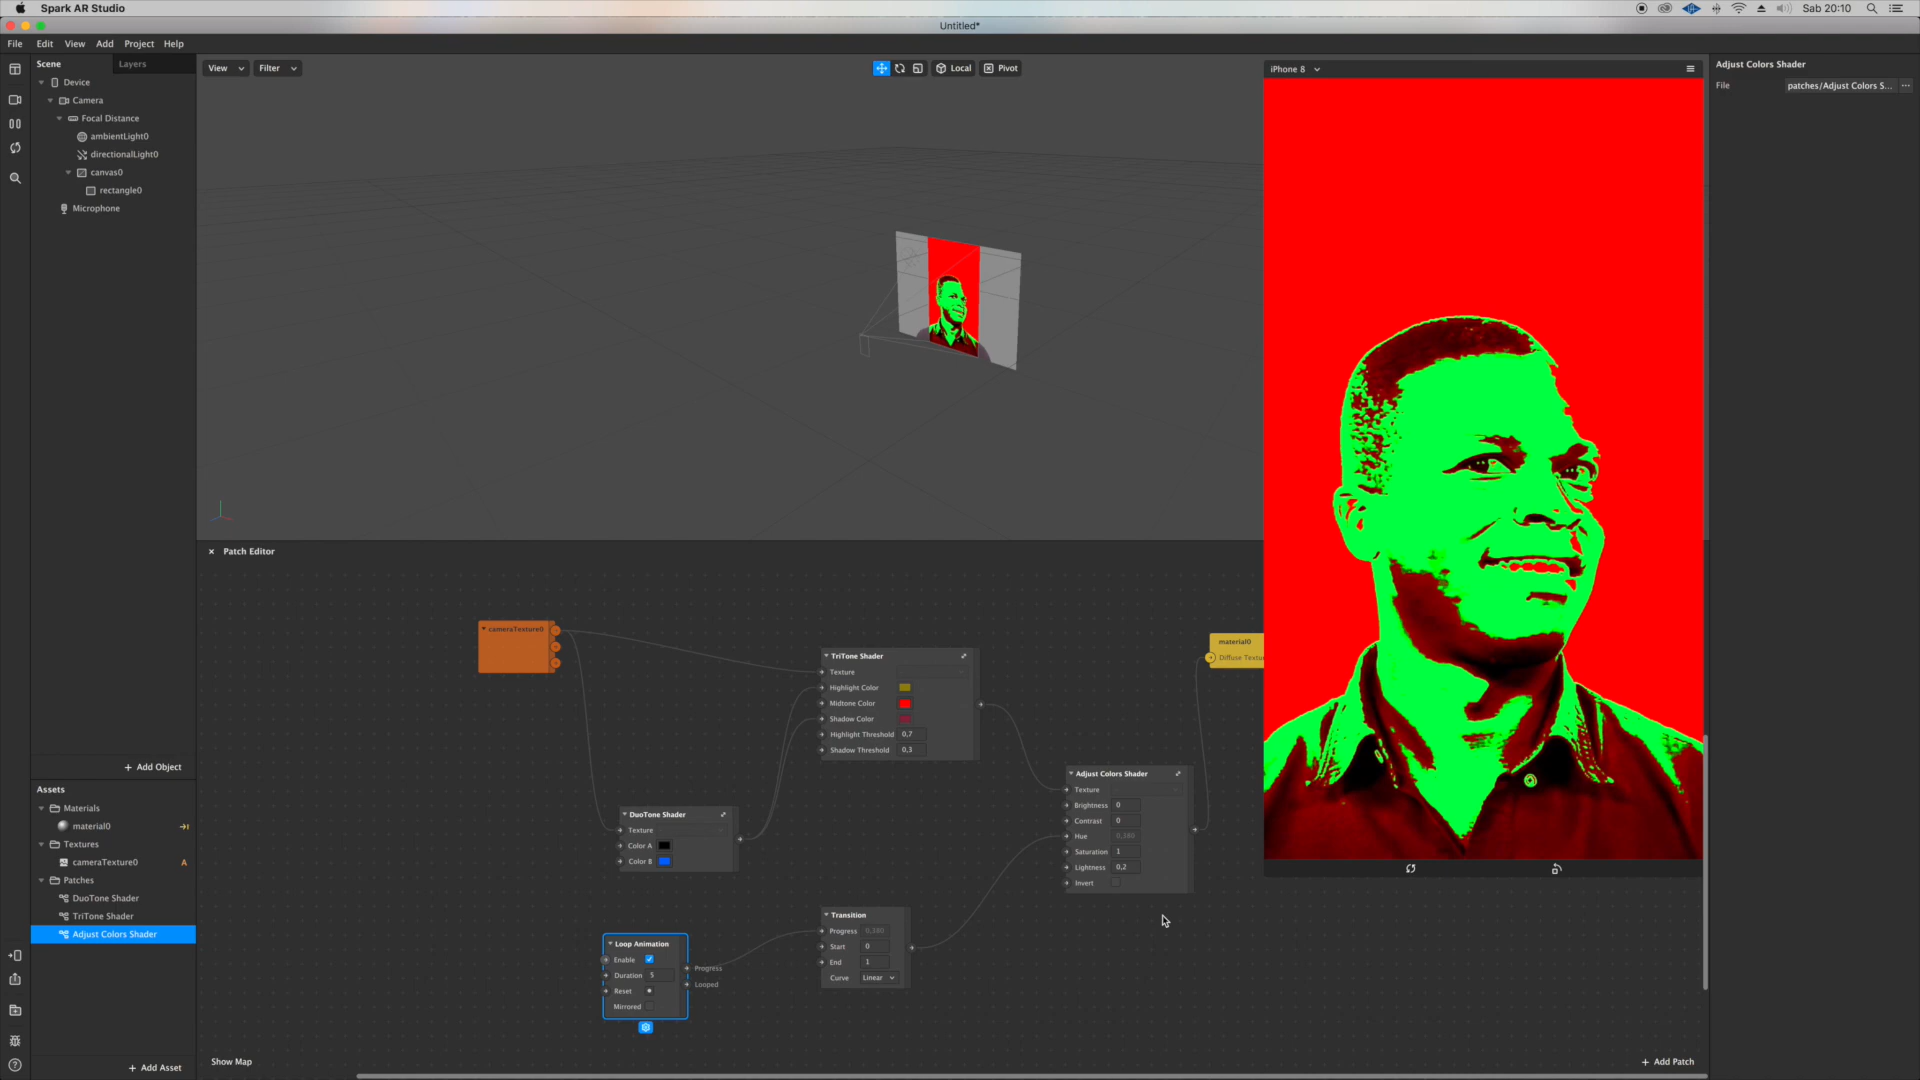 Spark AR Studio
Sab 20:10
Untitled*
File Edit View Add Project Help
Scene Layers
Device
Camera
Focal Distance
ambientLight0
directionalLight0
canvas0
rectangle0
Microphone
+ Add Object
Assets
Materials
material0
Textures
cameraTexture0 A
Patches
DuoTone Shader
TriTone Shader
Adjust Colors Shader
+ Add Asset
View Filter
Local Pivot
iPhone 8
Adjust Colors Shader
File patches/Adjust Colors S... ...
Patch Editor
cameraTexture0
TriTone Shader
Texture
Highlight Color
Midtone Color
Shadow Color
Highlight Threshold 0,7
Shadow Threshold 0,3
material0
Diffuse Textur
DuoTone Shader
Texture
Color A
Color B
Adjust Colors Shader
Texture
Brightness 0
Contrast 0
Hue 0,380
Saturation 1
Lightness 0,2
Invert
Transition
Progress 0,380
Start 0
End 1
Curve Linear
Loop Animation
Enable
Duration 5
Reset
Mirrored
Progress
Looped
Show Map
+ Add Patch